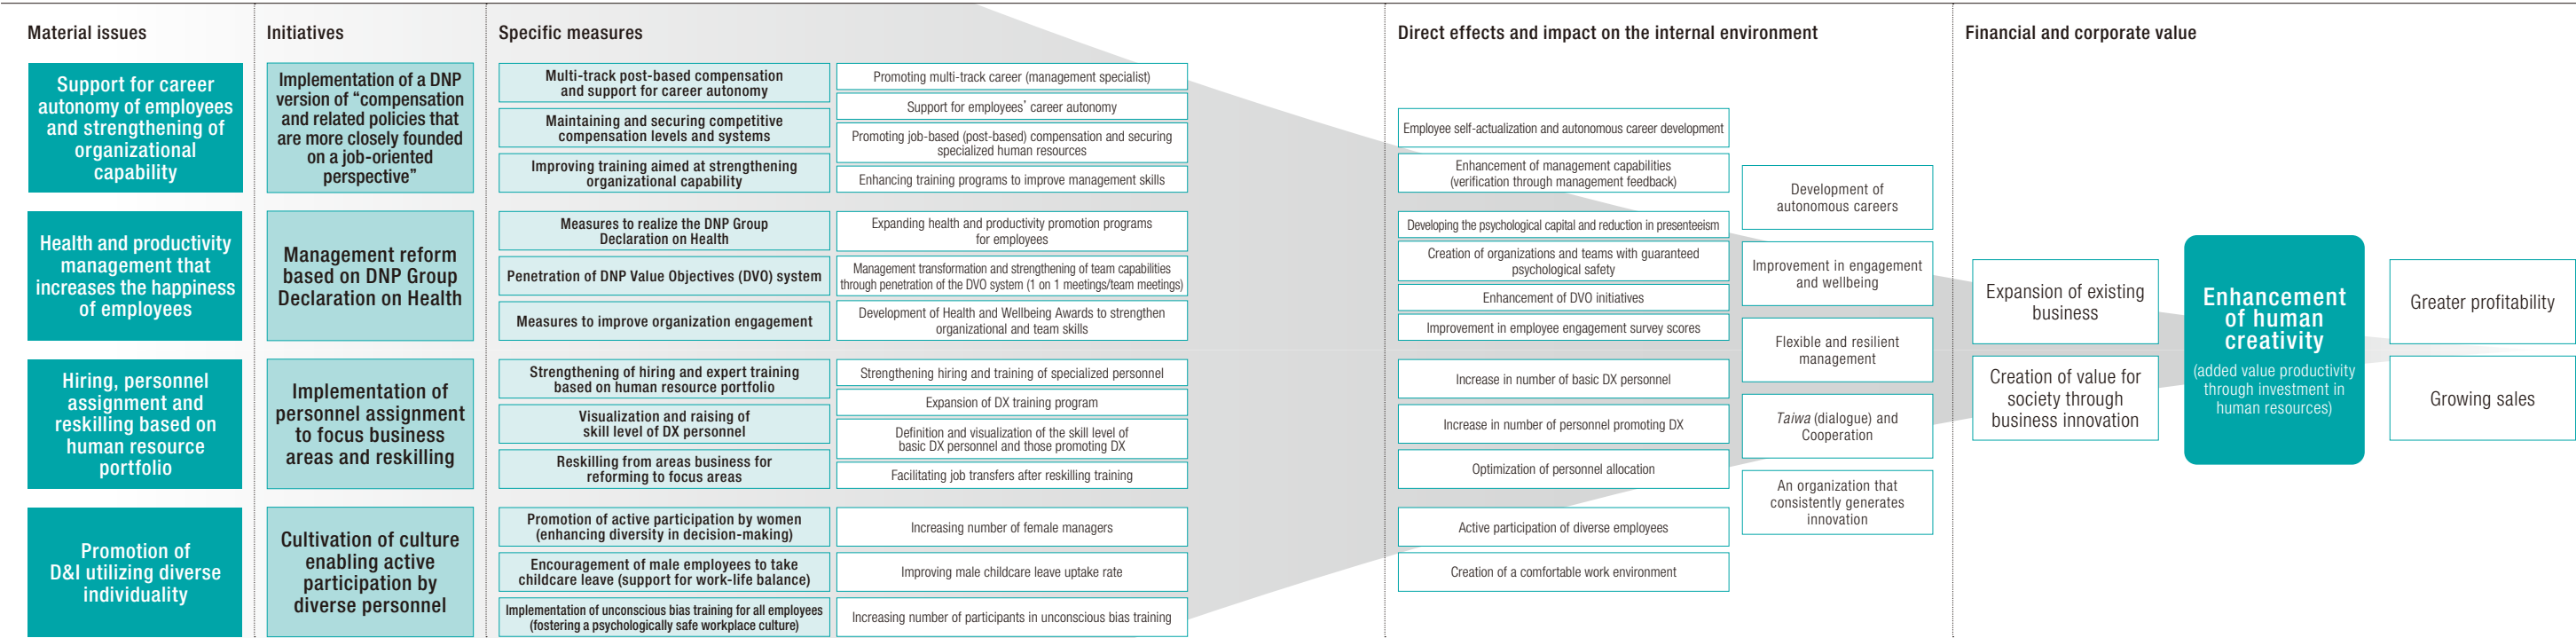 Material issues
Initiatives
Specific measures
Direct effects and impact on the internal environment
Financial and corporate value
Support for career
autonomy of employees
and strengthening of
organizational
capability
Implementation of a DNP
version of “compensation
and related policies that
are more closely founded
on a job-oriented
perspective”
Multi-track post-based compensation
and support for career autonomy
Maintaining and securing competitive
compensation levels and systems
Improving training aimed at strengthening
organizational capability
Promoting multi-track career (management specialist)
Support for employees’ career autonomy
Promoting job-based (post-based) compensation and securing
specialized human resources
Enhancing training programs to improve management skills
Health and productivity
management that
increases the happiness
of employees
Management reform
based on DNP Group
Declaration on Health
Measures to realize the DNP Group
Declaration on Health
Penetration of DNP Value Objectives (DVO) system
Measures to improve organization engagement
Expanding health and productivity promotion programs
for employees
Management transformation and strengthening of team capabilities
through penetration of the DVO system (1 on 1 meetings/team meetings)
Development of Health and Wellbeing Awards to strengthen
organizational and team skills
Hiring, personnel
assignment and
reskilling based on
human resource
portfolio
Implementation of
personnel assignment
to focus business
areas and reskilling
Strengthening of hiring and expert training
based on human resource portfolio
Visualization and raising of
skill level of DX personnel
Reskilling from areas business for
reforming to focus areas
Strengthening hiring and training of specialized personnel
Expansion of DX training program
Definition and visualization of the skill level of
basic DX personnel and those promoting DX
Facilitating job transfers after reskilling training
Promotion of
D&I utilizing diverse
individuality
Cultivation of culture
enabling active
participation by
diverse personnel
Promotion of active participation by women
(enhancing diversity in decision-making)
Encouragement of male employees to take
childcare leave (support for work-life balance)
Implementation of unconscious bias training for all employees
(fostering a psychologically safe workplace culture)
Increasing number of female managers
Improving male childcare leave uptake rate
Increasing number of participants in unconscious bias training
Employee self-actualization and autonomous career development
Enhancement of management capabilities
(verification through management feedback)
Developing the psychological capital and reduction in presenteeism
Creation of organizations and teams with guaranteed
psychological safety
Enhancement of DVO initiatives
Improvement in employee engagement survey scores
Increase in number of basic DX personnel
Increase in number of personnel promoting DX
Optimization of personnel allocation
Active participation of diverse employees
Creation of a comfortable work environment
Development of
autonomous careers
Improvement in engagement
and wellbeing
Flexible and resilient
management
Taiwa (dialogue) and
Cooperation
An organization that
consistently generates
innovation
Expansion of existing
business
Creation of value for
society through
business innovation
Enhancement
of human
creativity
(added value productivity
through investment in
human resources)
Greater profitability
Growing sales